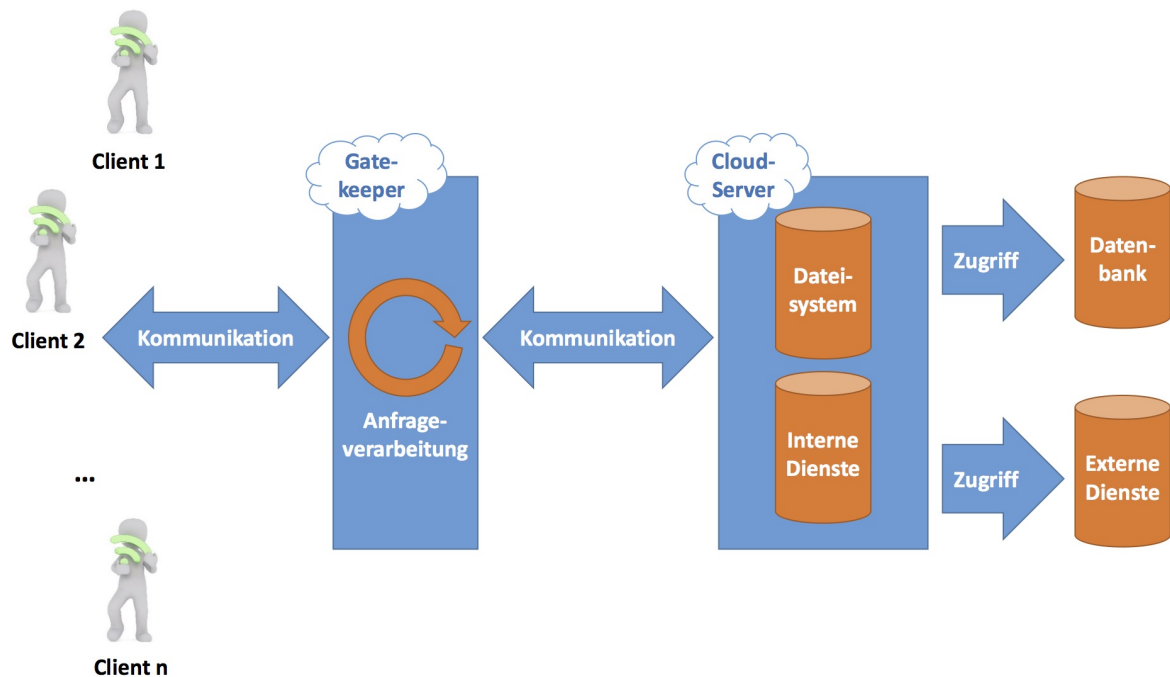 Client 1
Client 2
...
Client n
Kommunikation
Gate-
keeper
Anfrage-
verarbeitung
Kommunikation
Cloud-
Server
Datei-
system
Interne
Dienste
Zugriff
Daten-
bank
Zugriff
Externe
Dienste